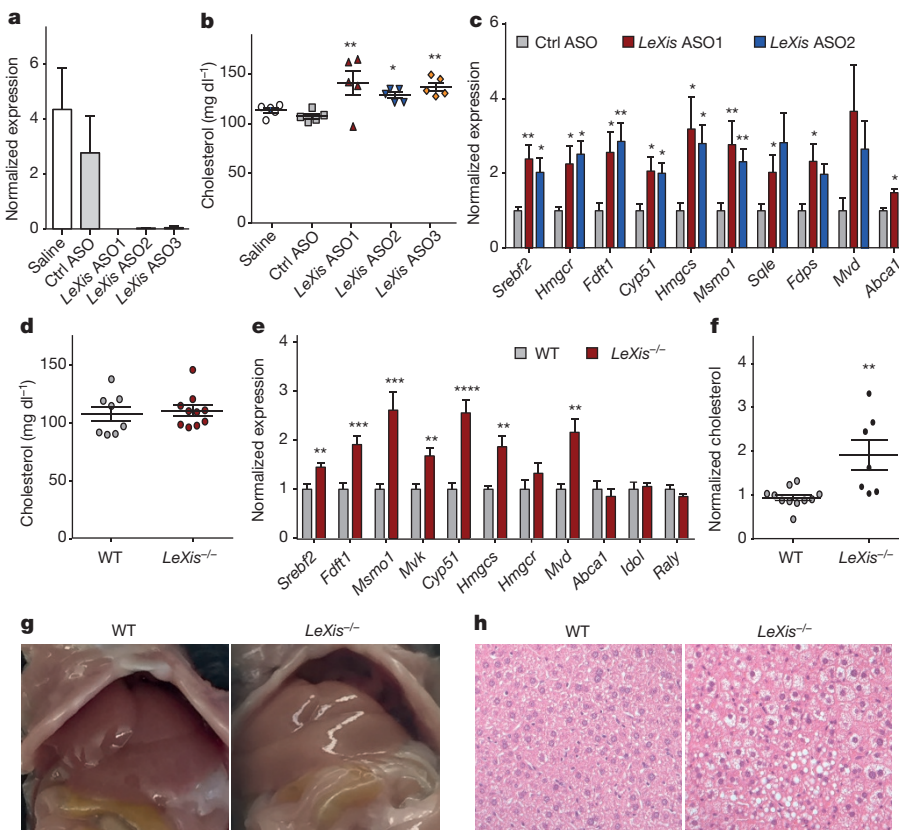 a
Normalized expression
6
4
2
0
Saline
Ctrl ASO
LeXis ASO1
LeXis ASO2
LeXis ASO3
b
Cholesterol (mg dl⁻¹)
150
100
50
0
**
*
**
Saline
Ctrl ASO
LeXis ASO1
LeXis ASO2
LeXis ASO3
c
Ctrl ASO LeXis ASO1 LeXis ASO2
Normalized expression
6
4
2
0
** * * * ** * * * * ** ** * * *
Srebf2
Hmgcr
Fdft1
Cyp51
Hmgcs
Msmo1
Sqle
Fdps
Mvd
Abca1
d
Cholesterol (mg dl⁻¹)
150
100
50
0
WT LeXis⁻/⁻
e
WT LeXis⁻/⁻
Normalized expression
4
3
2
1
0
** *** *** ** **** ** **
Srebf2
Fdft1
Msmo1
Mvk
Cyp51
Hmgcs
Hmgcr
Mvd
Abca1
Idol
Raly
f
Normalized cholesterol
4
3
2
1
0
**
WT LeXis⁻/⁻
g
WT LeXis⁻/⁻
h
WT LeXis⁻/⁻